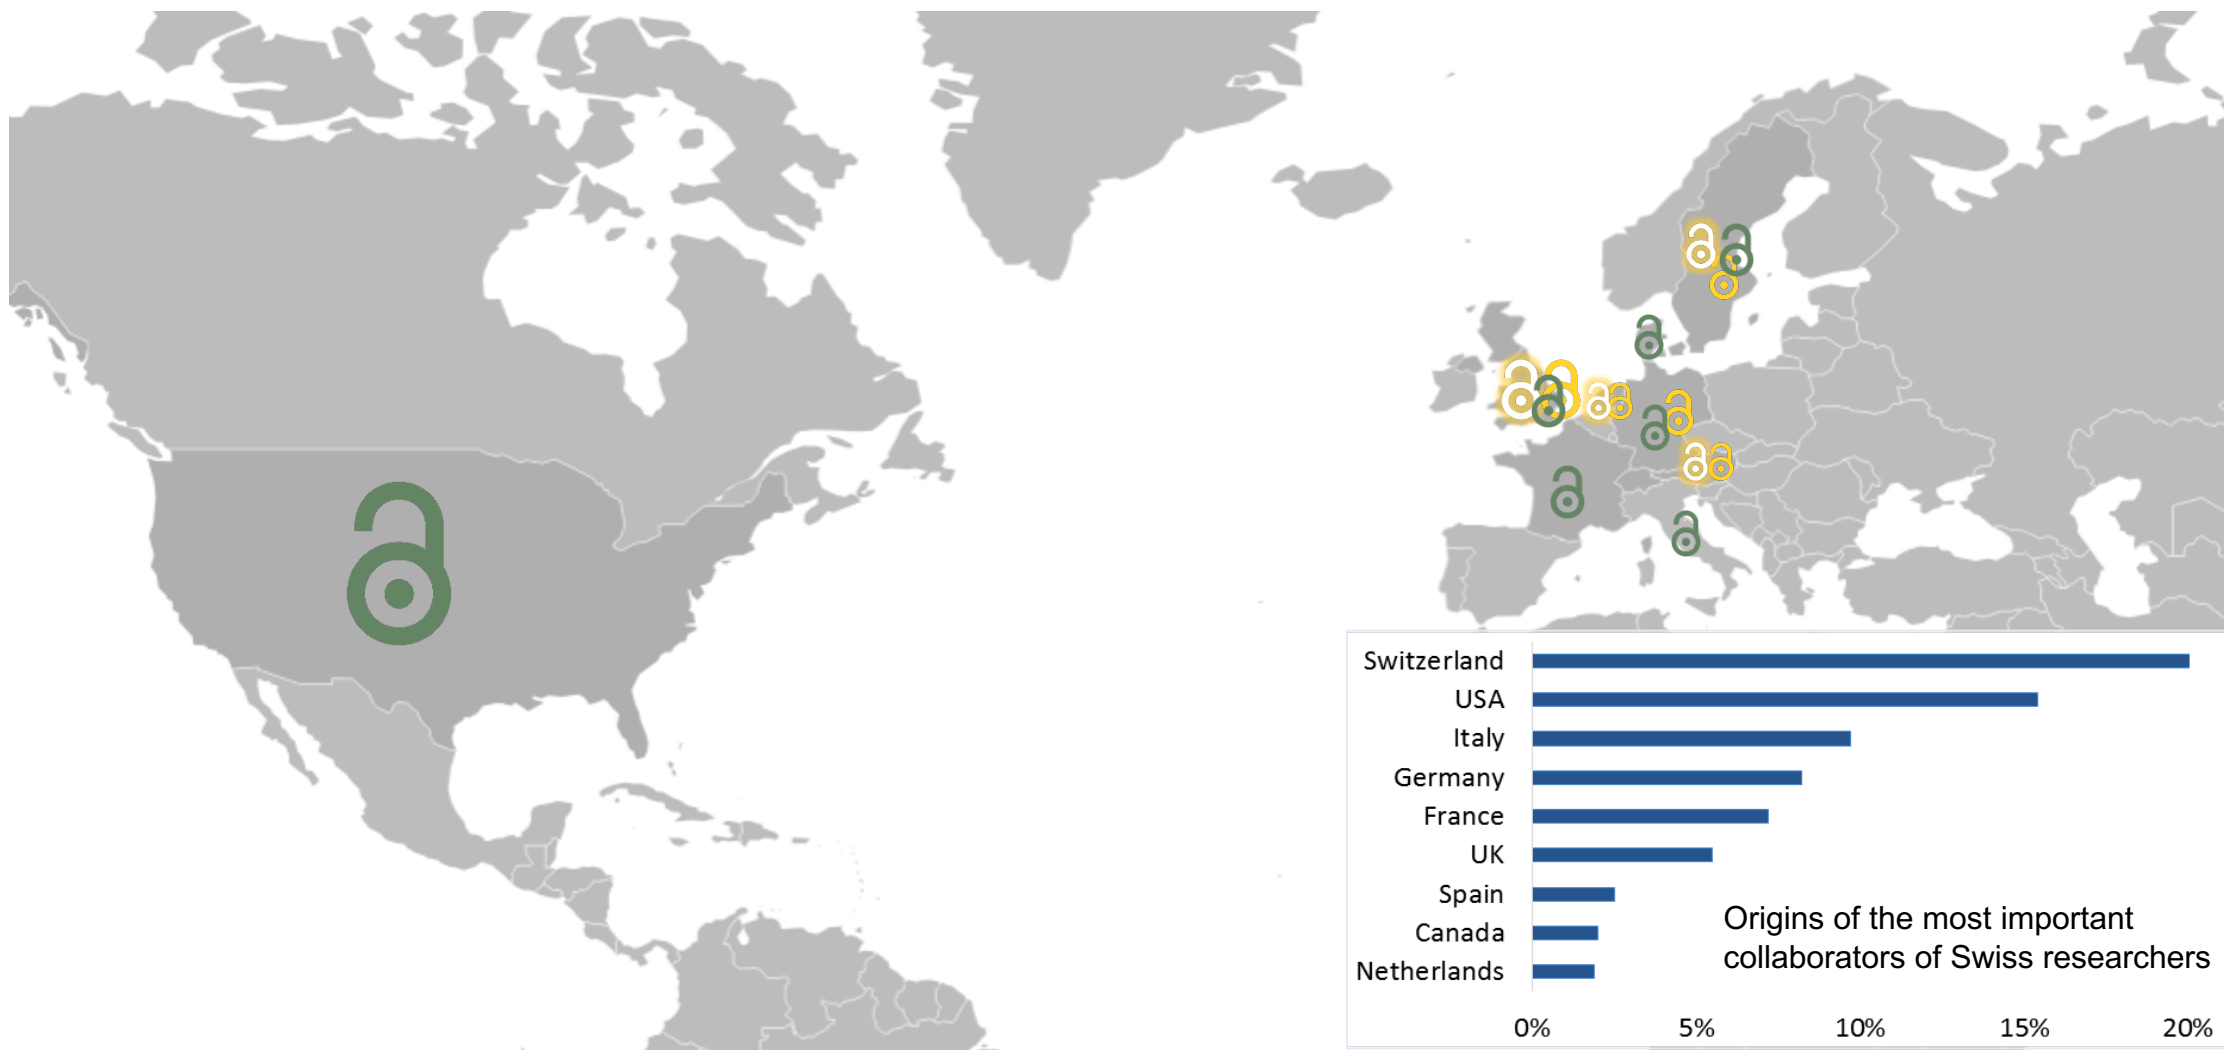 Switzerland
USA
Italy
Germany
France
UK
Spain
Canada
Netherlands
Origins of the most important
collaborators of Swiss researchers
0% 5% 10% 15% 20%